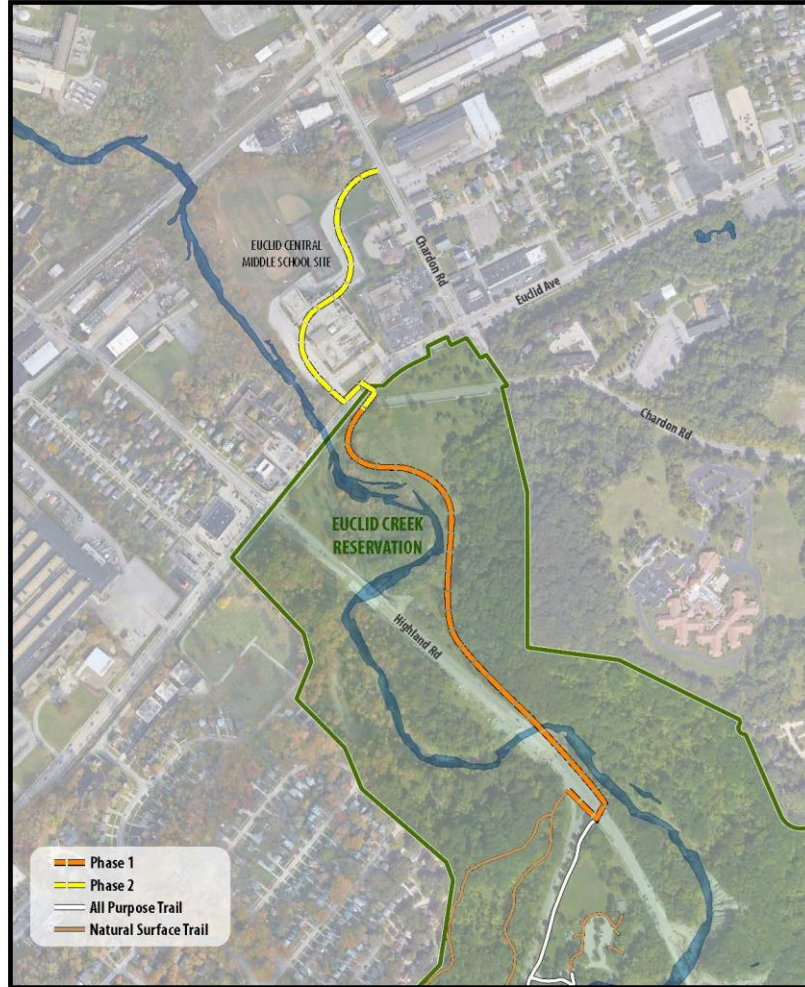 EUCLID CENTRAL
MIDDLE SCHOOL SITE
Chardon Rd
Euclid Ave
Chardon Rd
EUCLID CREEK
RESERVATION
Highland Rd
Phase 1
Phase 2
All Purpose Trail
Natural Surface Trail